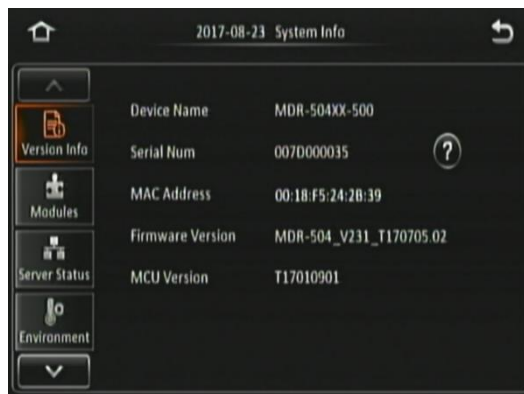 2017-08-23 System Info
Version Info
Modules
Server Status
Environment
Device Name MDR-504XX-500
Serial Num 007D000035
?
MAC Address 00:18:F5:24:2B:39
Firmware Version MDR-504_V231_T170705.02
MCU Version T17010901